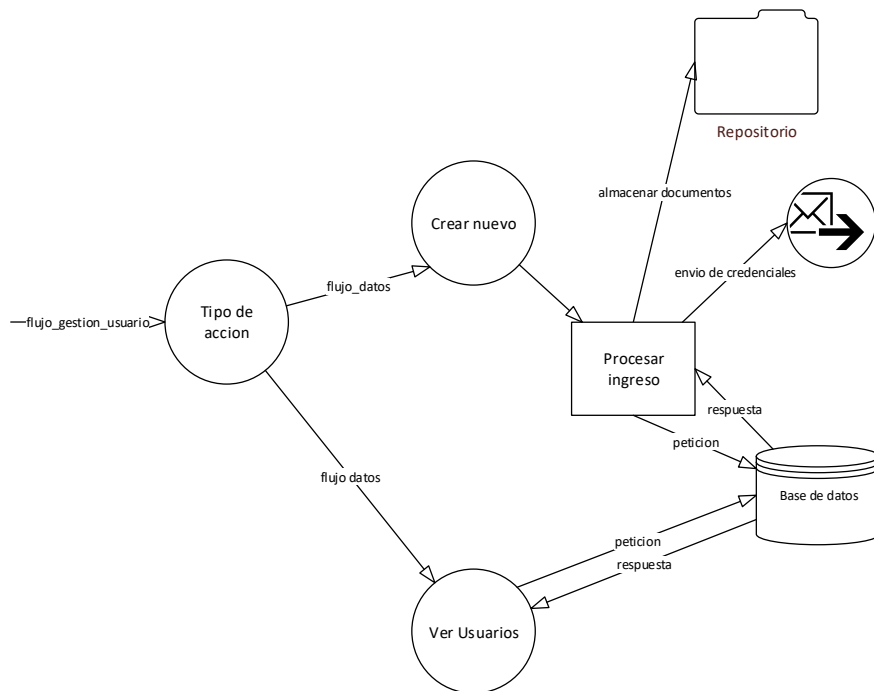 Repositorio
almacenar documentos
Crear nuevo
envio de credenciales
flujo_datos
Tipo de
accion
flujo_gestion_usuario
Procesar
ingreso
respuesta
peticion
flujo datos
Base de datos
peticion
respuesta
Ver Usuarios